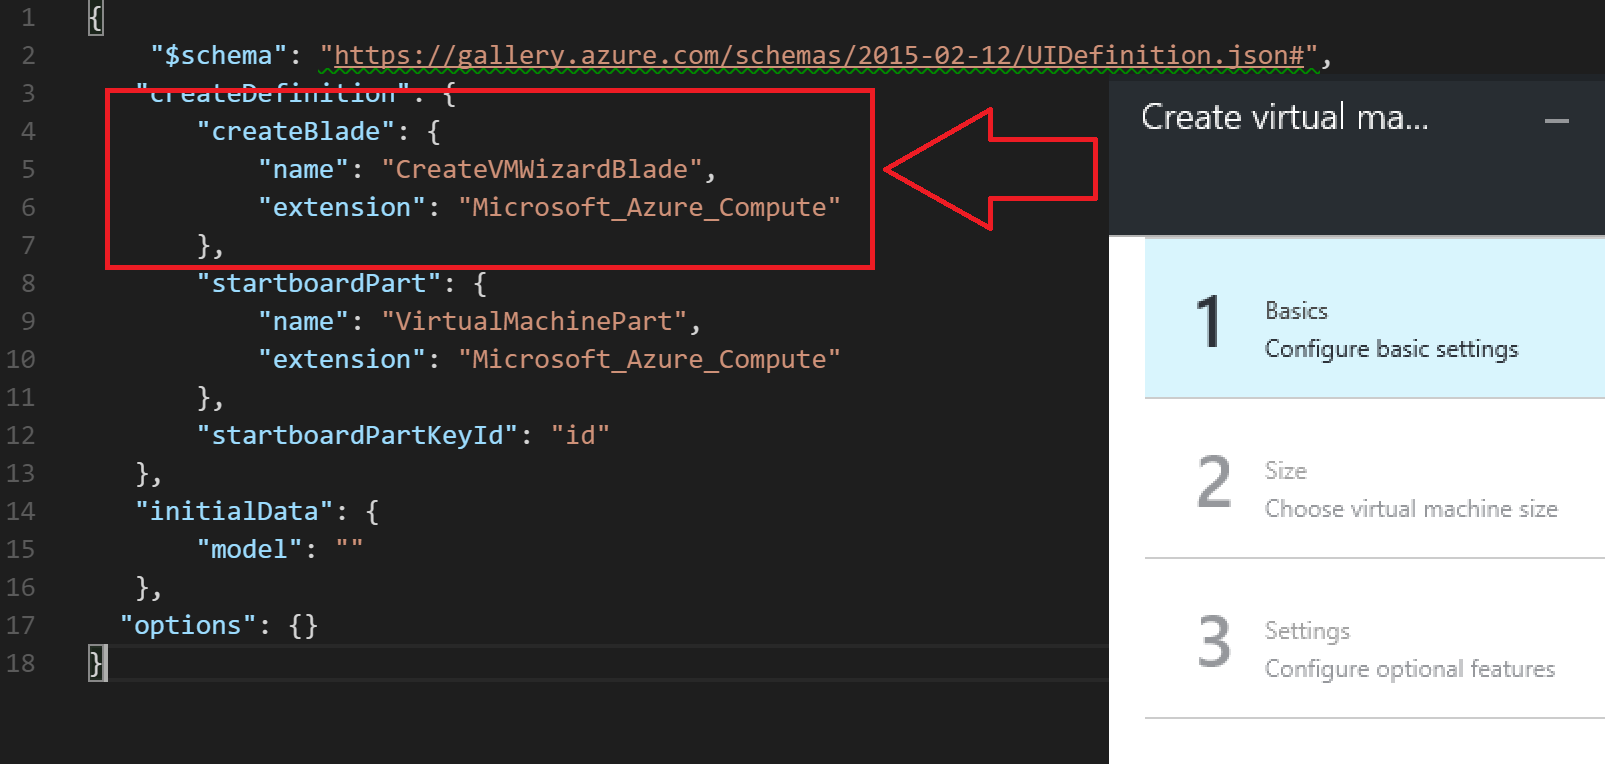 1 {
2 "$schema": "https://gallery.azure.com/schemas/2015-02-12/UIDefinition.json#",
3 "createDefinition": {
4 "createBlade": {
5 "name": "CreateVMWizardBlade",
6 "extension": "Microsoft_Azure_Compute"
7 },
8 "startboardPart": {
9 "name": "VirtualMachinePart",
10 "extension": "Microsoft_Azure_Compute"
11 },
12 "startboardPartKeyId": "id"
13 },
14 "initialData": {
15 "model": ""
16 },
17 "options": {}
18 }
Create virtual ma...
1
Basics
Configure basic settings
2
Size
Choose virtual machine size
3
Settings
Configure optional features